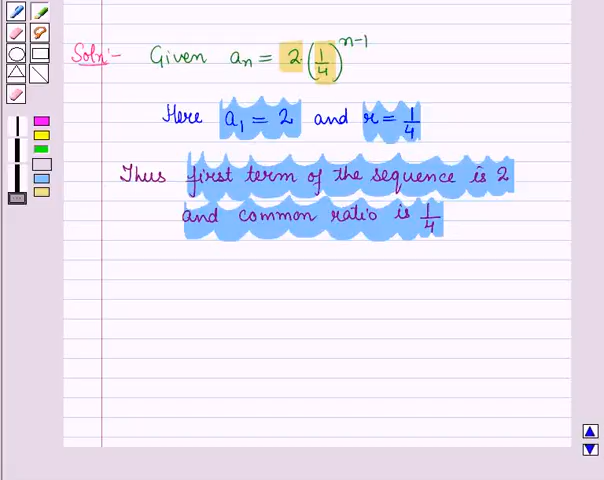 Soln:- Given aₙ = 2·(1/4)ⁿ⁻¹
Here a₁ = 2 and r = 1/4
Thus first term of the sequence is 2
and common ratio is 1/4